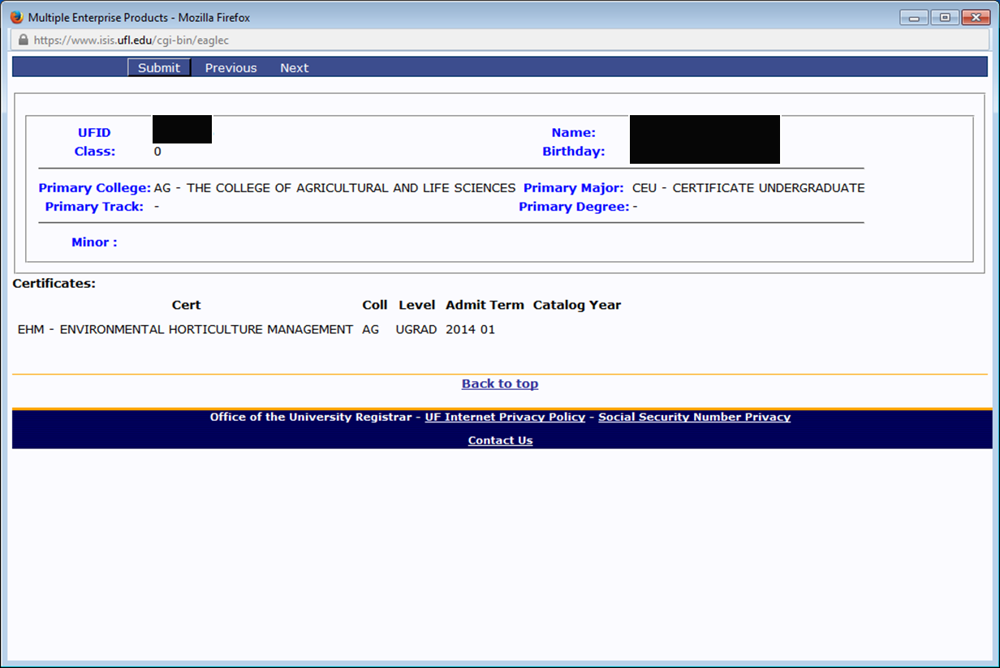 Multiple Enterprise Products - Mozilla Firefox
https://www.isis.ufl.edu/cgi-bin/eaglec
Submit Previous Next
UFID Name:
Class: 0 Birthday:
Primary College: AG - THE COLLEGE OF AGRICULTURAL AND LIFE SCIENCES Primary Major: CEU - CERTIFICATE UNDERGRADUATE
Primary Track: - Primary Degree: -
Minor :
Certificates:
Cert Coll Level Admit Term Catalog Year
EHM - ENVIRONMENTAL HORTICULTURE MANAGEMENT AG UGRAD 2014 01
Back to top
Office of the University Registrar - UF Internet Privacy Policy - Social Security Number Privacy
Contact Us